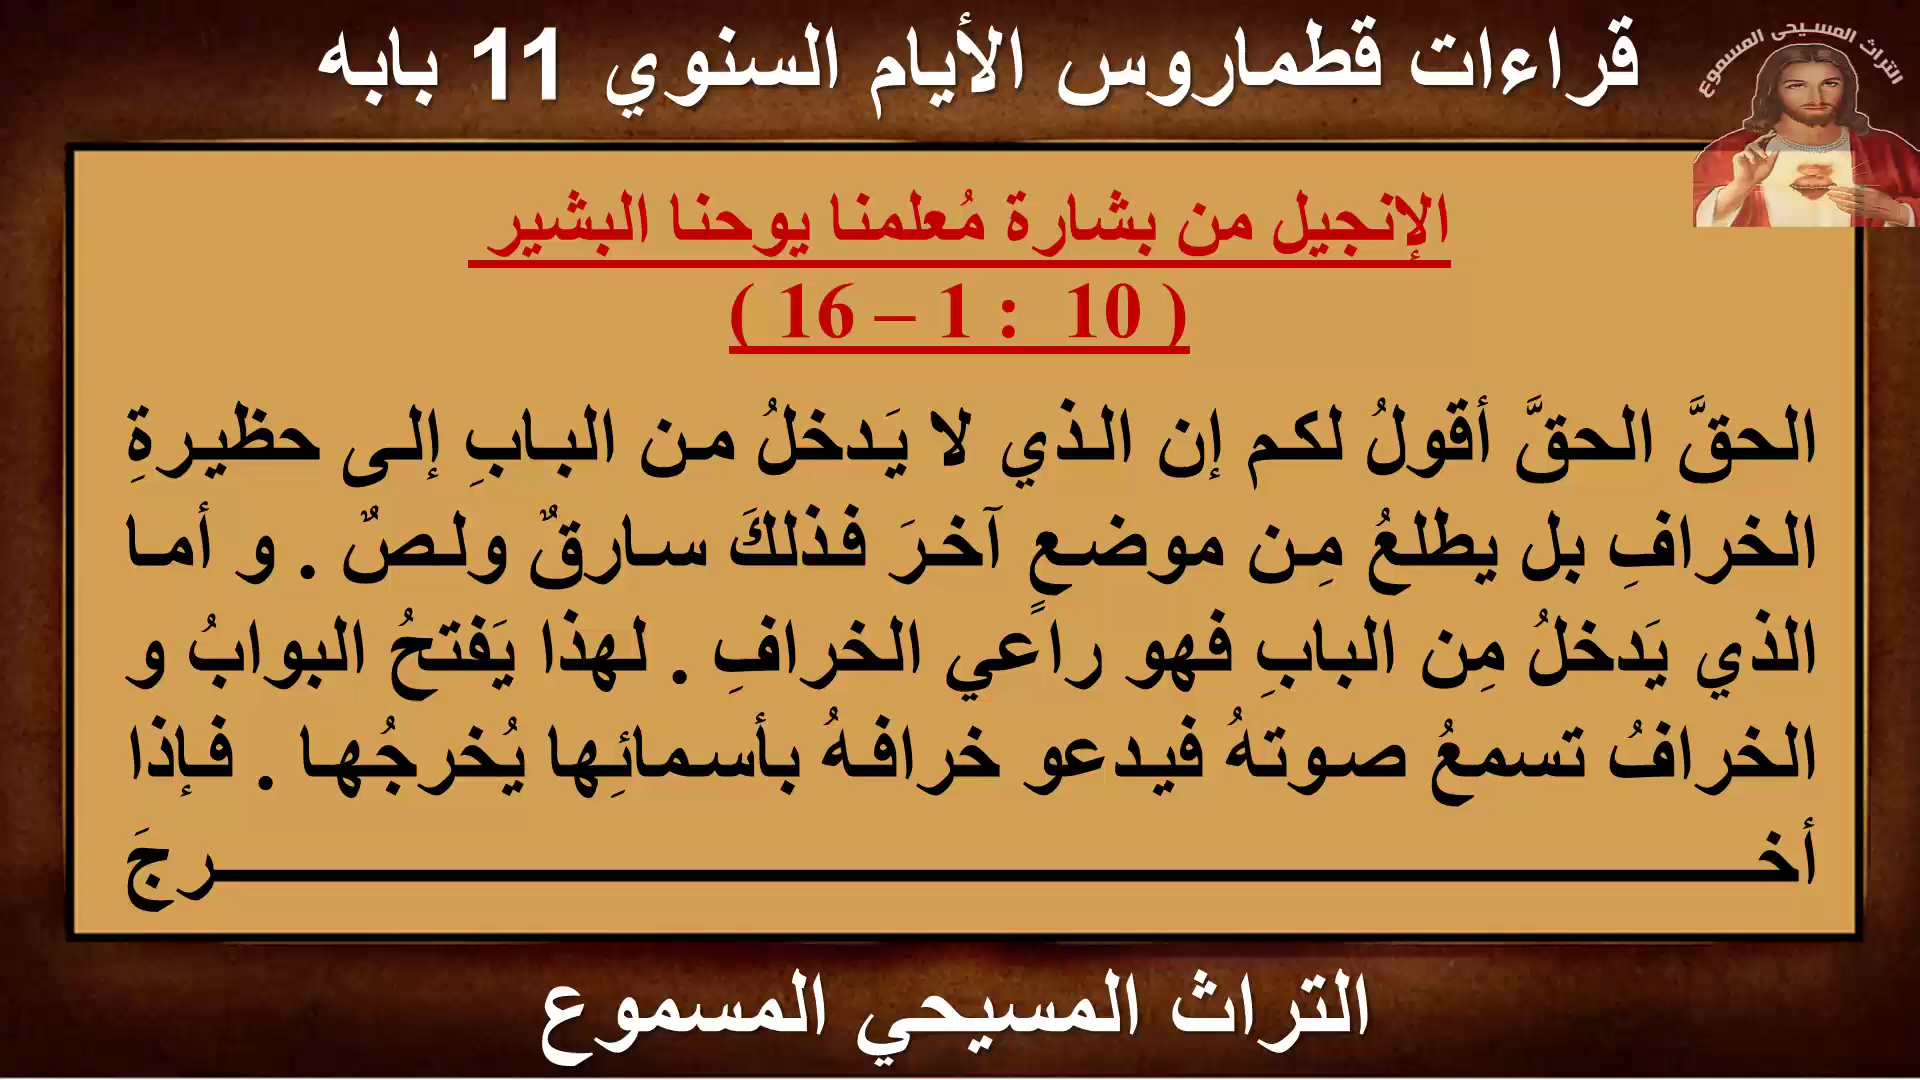 قراءات قطماروس الأيام السنوي 11 بابه
التراث المسيحى المسموع
الإنجيل من بشارة مُعلمنا يوحنا البشير
( 10 : 1 – 16 )
الحقَّ الحقَّ أقولُ لكم إن الذي لا يَدخلُ من البابِ إلى حظيرةِ
الخرافِ بل يطلعُ مِن موضعٍ آخرَ فذلكَ سارقٌ ولصٌ . و أما
الذي يَدخلُ مِن البابِ فهو راعي الخرافِ . لهذا يَفتحُ البوابُ و
الخرافُ تسمعُ صوتهُ فيدعو خرافهُ بأسمائِها يُخرجُها . فإذا
أخـــرجَ
التراث المسيحي المسموع